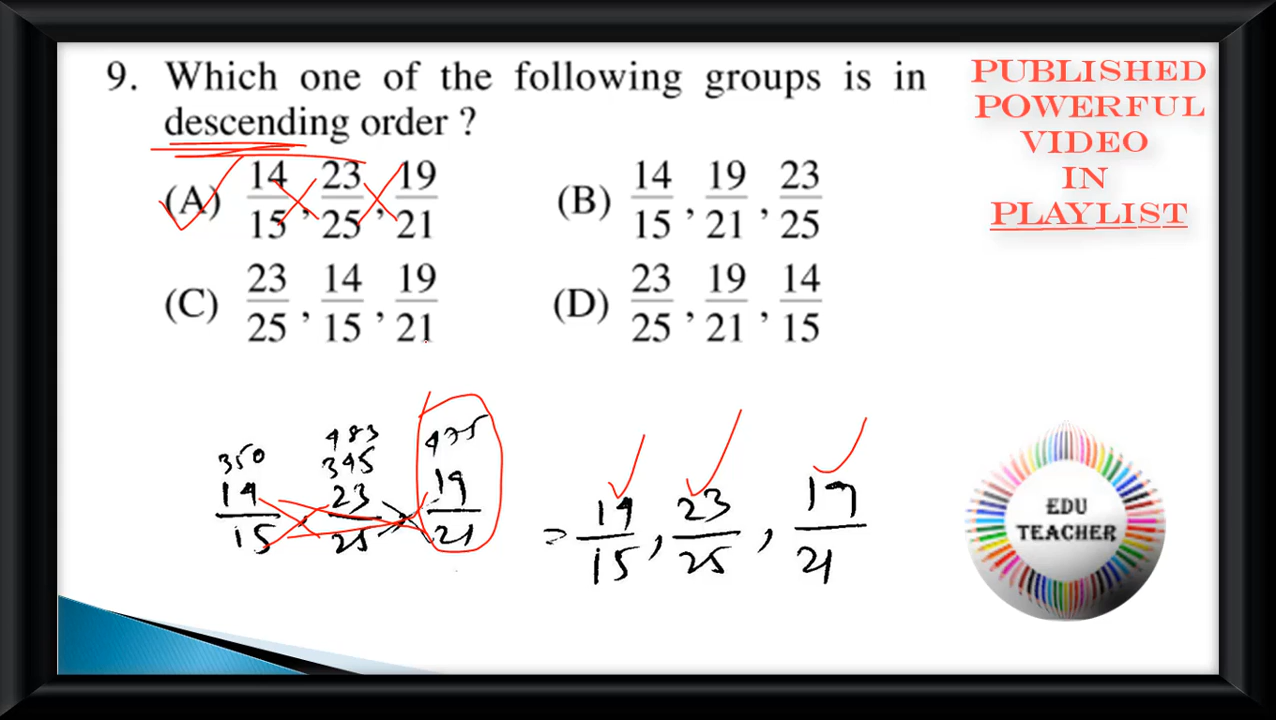 9. Which one of the following groups is in
descending order ?
(A) 14/15, 23/25, 19/21
(B) 14/15, 19/21, 23/25
(C) 23/25, 14/15, 19/21
(D) 23/25, 19/21, 14/15
PUBLISHED
POWERFUL
VIDEO
IN
PLAYLIST
350 483 475
345
14/15 23/25 19/21
= 14/15, 23/25, 19/21
EDU
TEACHER